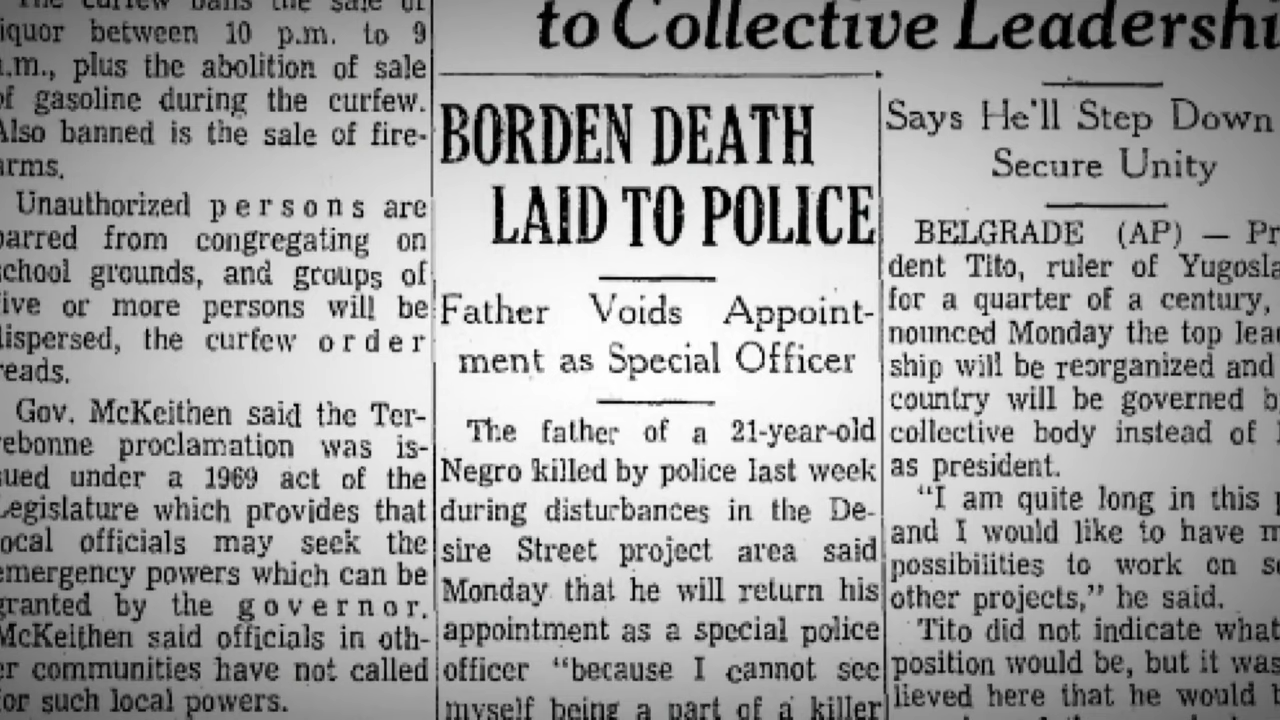 The curfew bans the sale of
liquor between 10 p.m. to 9
a.m., plus the abolition of sale
of gasoline during the curfew.
Also banned is the sale of fire-
arms.
Unauthorized persons are
barred from congregating on
school grounds, and groups of
five or more persons will be
dispersed, the curfew order
reads.
Gov. McKeithen said the Ter-
rebonne proclamation was is-
sued under a 1969 act of the
Legislature which provides that
local officials may seek the
emergency powers which can be
granted by the governor.
McKeithen said officials in oth-
er communities have not called
for such local powers.
to Collective Leadershi
BORDEN DEATH
LAID TO POLICE
Father Voids Appoint-
ment as Special Officer
The father of a 21-year-old
Negro killed by police last week
during disturbances in the De-
sire Street project area said
Monday that he will return his
appointment as a special police
officer “because I cannot see
myself being a part of a killer
Says He'll Step Down
Secure Unity
BELGRADE (AP) — Pr
dent Tito, ruler of Yugosla
for a quarter of a century,
nounced Monday the top lea
ship will be reorganized and
country will be governed b
collective body instead of
as president.
“I am quite long in this p
and I would like to have m
possibilities to work on s
other projects,” he said.
Tito did not indicate what
position would be, but it was
lieved here that he would b